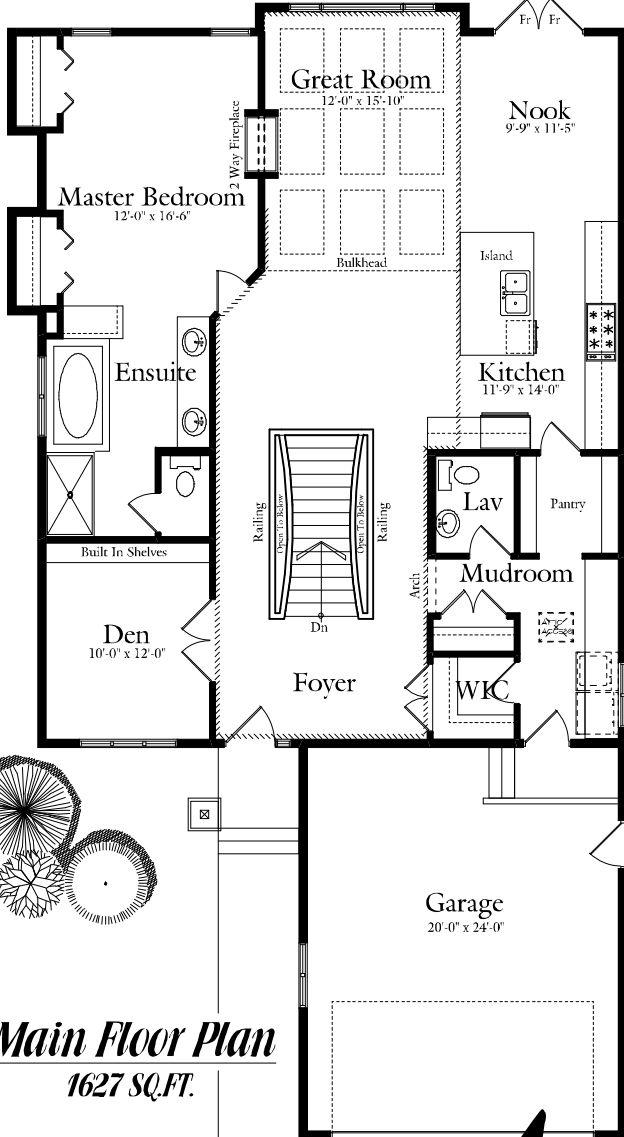 Fr Fr
Great Room
12'-0" x 15'-10"
Nook
9'-9" x 11'-5"
2 Way Fireplace
Master Bedroom
12'-0" x 16'-6"
Island
Bulkhead
Ensuite
Kitchen
11'-9" x 14'-0"
Railing
Open To Below
Open To Below
Railing
Lav
Pantry
Built In Shelves
Arch
Mudroom
Dn
ATTIC
ACCESS
Den
10'-0" x 12'-0"
Foyer
WIC
Garage
20'-0" x 24'-0"
Main Floor Plan
1627 SQ.FT.